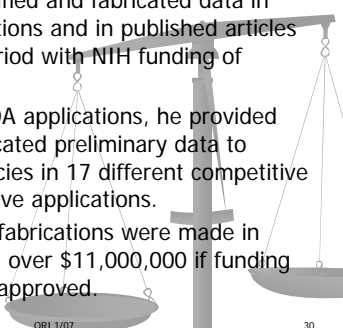 fied and fabricated data in
tions and in published articles
riod with NIH funding of
A applications, he provided
cated preliminary data to
cies in 17 different competitive
ve applications.
fabrications were made in
over $11,000,000 if funding
approved.
ORI 1/07 30